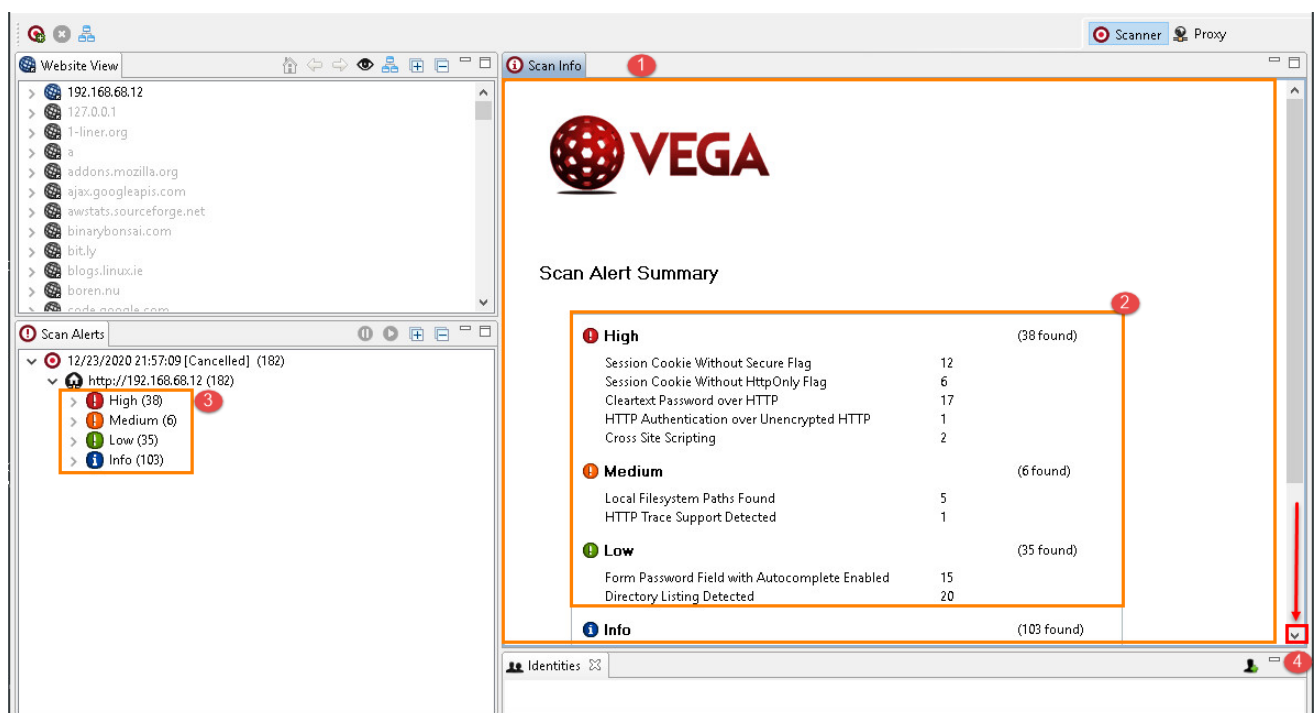 Scanner Proxy
Website View
192.168.68.12
127.0.0.1
1-liner.org
a
addons.mozilla.org
ajax.googleapis.com
awstats.sourceforge.net
binarybonsai.com
bit.ly
blogs.linux.ie
boren.nu
code.google.com
Scan Alerts
12/23/2020 21:57:09 [Cancelled] (182)
http://192.168.68.12 (182)
High (38)
3
Medium (6)
Low (35)
Info (103)
Scan Info
1
VEGA
Scan Alert Summary
2
High (38 found)
Session Cookie Without Secure Flag 12
Session Cookie Without HttpOnly Flag 6
Cleartext Password over HTTP 17
HTTP Authentication over Unencrypted HTTP 1
Cross Site Scripting 2
Medium (6 found)
Local Filesystem Paths Found 5
HTTP Trace Support Detected 1
Low (35 found)
Form Password Field with Autocomplete Enabled 15
Directory Listing Detected 20
Info (103 found)
4
Identities